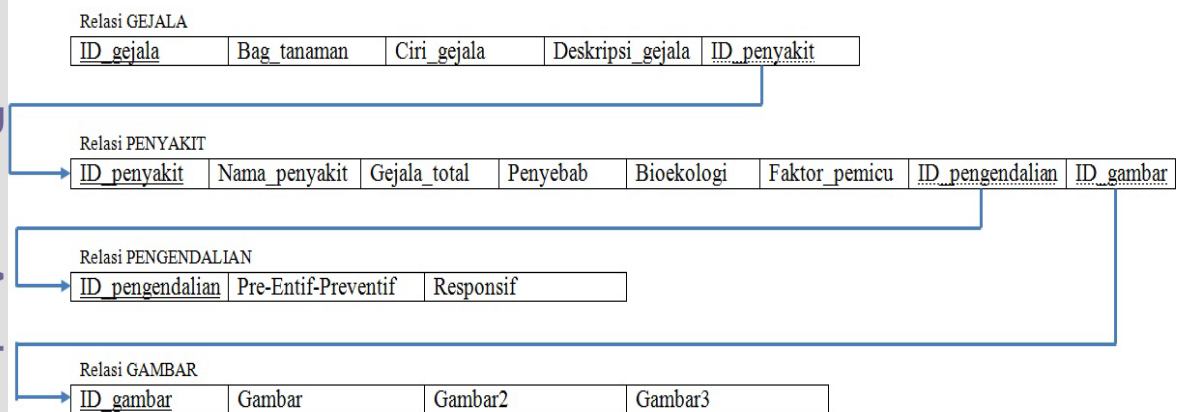 Relasi GEJALA
ID_gejala Bag_tanaman Ciri_gejala Deskripsi_gejala ID_penyakit
Relasi PENYAKIT
ID_penyakit Nama_penyakit Gejala_total Penyebab Bioekologi Faktor_pemicu ID_pengendalian ID_gambar
Relasi PENGENDALIAN
ID_pengendalian Pre-Entif-Preventif Responsif
Relasi GAMBAR
ID_gambar Gambar Gambar2 Gambar3